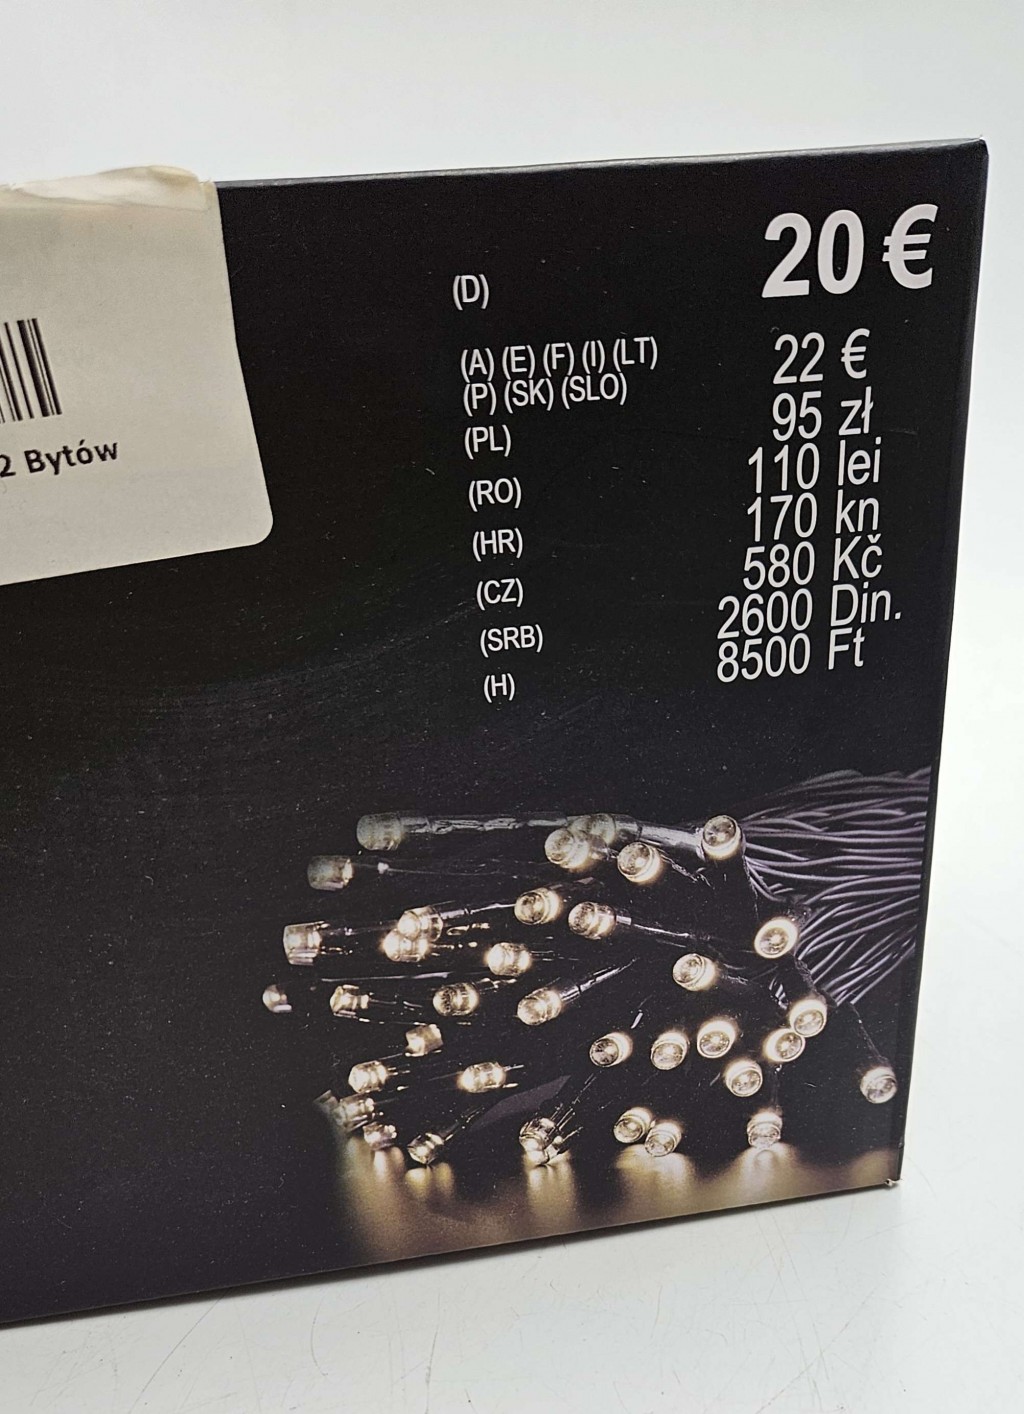 20 €
(D)
(A) (E) (F) (I) (LT)
(P) (SK) (SLO)
22 €
(PL)
95 zł
(RO)
110 lei
(HR)
170 kn
(CZ)
580 Kč
(SRB)
2600 Din.
(H)
8500 Ft
2 Bytów